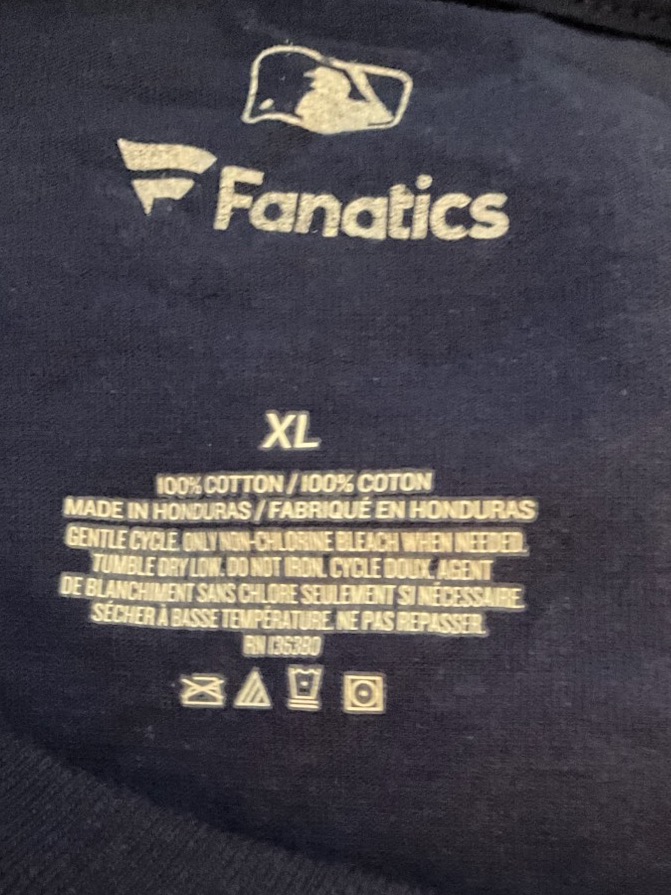 Fanatics
XL
100% COTTON / 100% COTON
MADE IN HONDURAS / FABRIQUÉ EN HONDURAS
GENTLE CYCLE. ONLY NON-CHLORINE BLEACH WHEN NEEDED.
TUMBLE DRY LOW. DO NOT IRON. CYCLE DOUX. AGENT
DE BLANCHIMENT SANS CHLORE SEULEMENT SI NÉCESSAIRE.
SÉCHER À BASSE TEMPÉRATURE. NE PAS REPASSER.
RN 136380